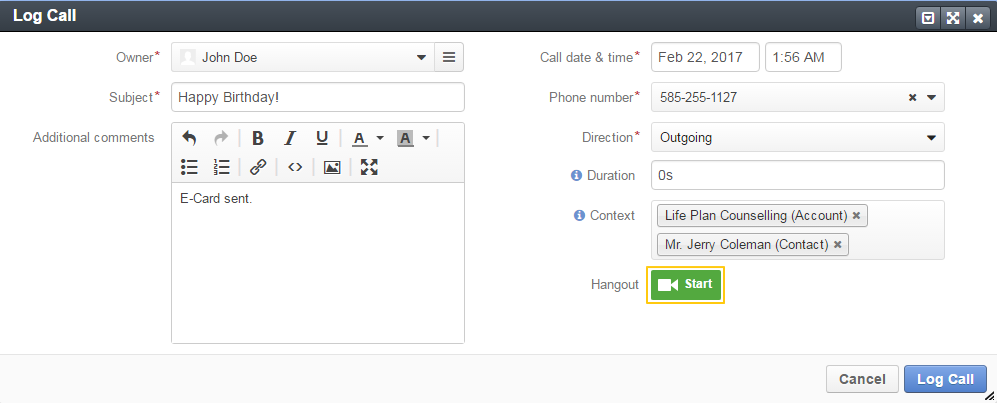 Log Call
Owner* John Doe
Subject* Happy Birthday!
Additional comments
B I U A A
E-Card sent.
Call date & time* Feb 22, 2017 1:56 AM
Phone number* 585-255-1127
Direction* Outgoing
Duration 0s
Context Life Plan Counselling (Account)
Mr. Jerry Coleman (Contact)
Hangout Start
Cancel Log Call